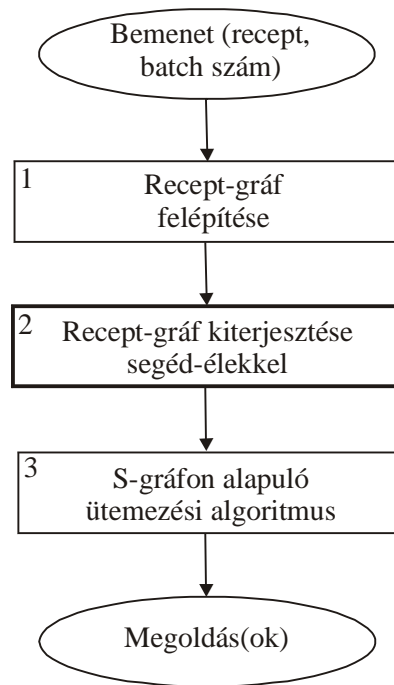 Bemenet (recept,
batch szám)
1
Recept-gráf
felépítése
2
Recept-gráf kiterjesztése
segéd-élekkel
3
S-gráfon alapuló
ütemezési algoritmus
Megoldás(ok)